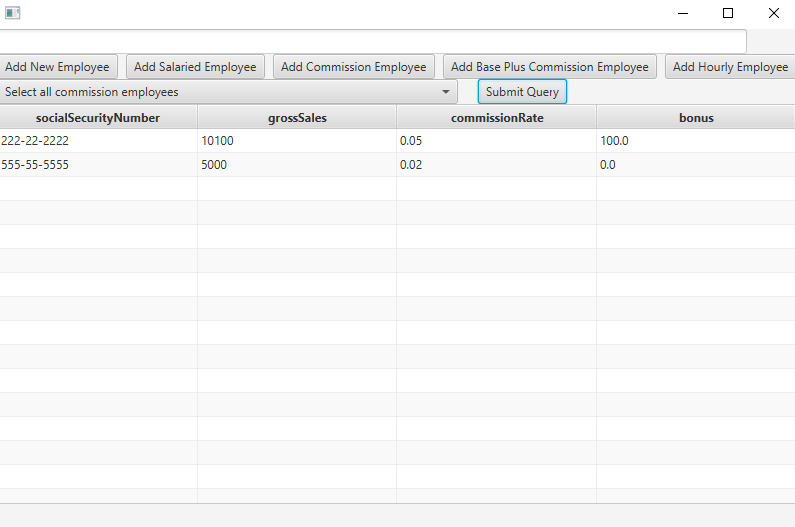 Add New Employee Add Salaried Employee Add Commission Employee Add Base Plus Commission Employee Add Hourly Employee
Select all commission employees Submit Query
socialSecurityNumber grossSales commissionRate bonus
222-22-2222 10100 0.05 100.0
555-55-5555 5000 0.02 0.0